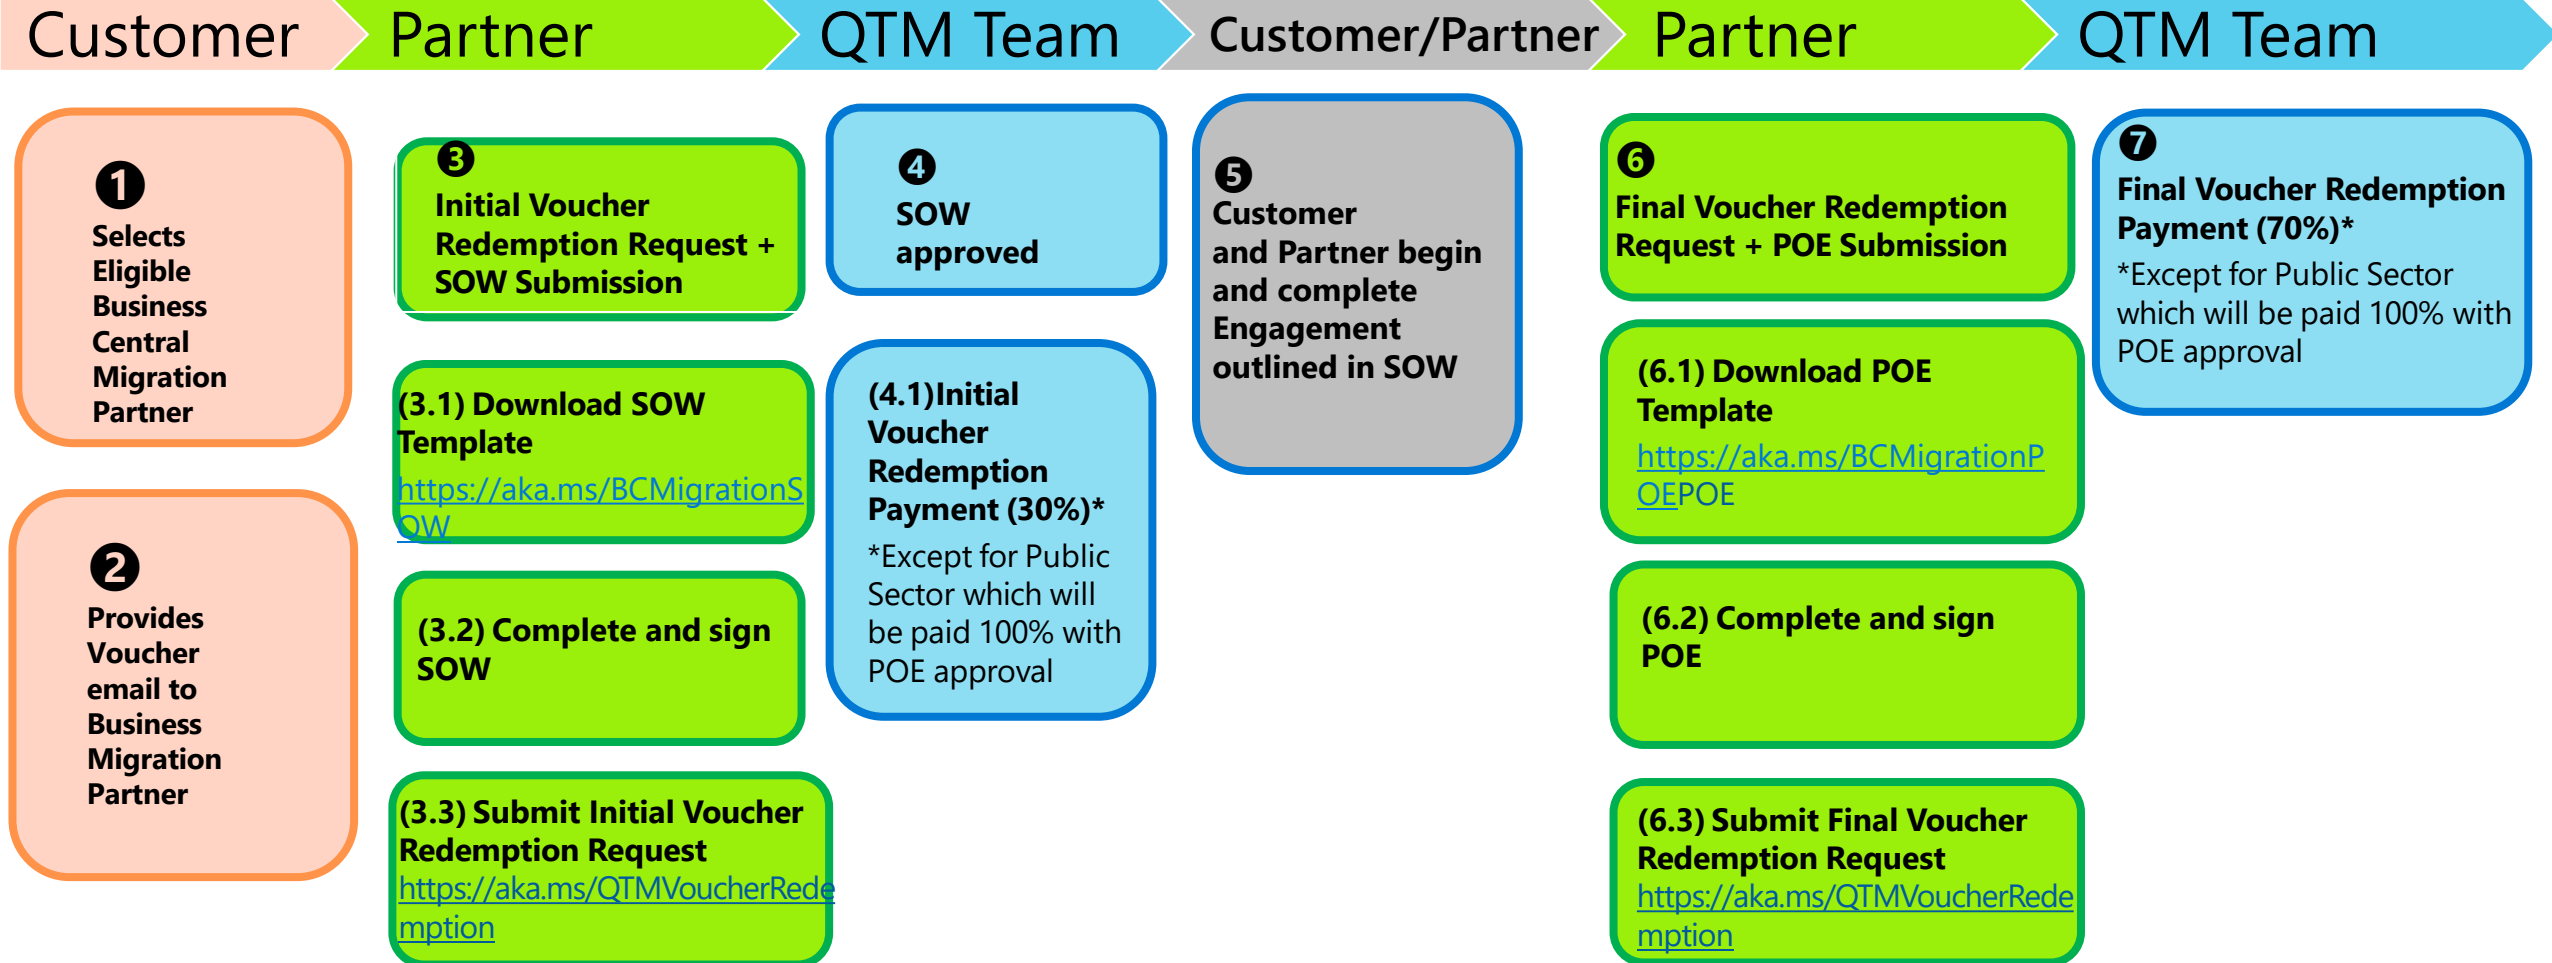 Customer
Partner
QTM Team
Customer/Partner
Partner
QTM Team
❶
Selects
Eligible
Business
Central
Migration
Partner
❷
Provides
Voucher
email to
Business
Migration
Partner
❸
Initial Voucher
Redemption Request +
SOW Submission
(3.1) Download SOW
Template
https://aka.ms/BCMigrationS
OW
(3.2) Complete and sign
SOW
(3.3) Submit Initial Voucher
Redemption Request
https://aka.ms/QTMVoucherRede
mption
❹
SOW
approved
(4.1)Initial
Voucher
Redemption
Payment (30%)*
*Except for Public
Sector which will
be paid 100% with
POE approval
❺
Customer
and Partner begin
and complete
Engagement
outlined in SOW
❻
Final Voucher Redemption
Request + POE Submission
(6.1) Download POE
Template
https://aka.ms/BCMigrationP
OEPOE
(6.2) Complete and sign
POE
(6.3) Submit Final Voucher
Redemption Request
https://aka.ms/QTMVoucherRede
mption
❼
Final Voucher Redemption
Payment (70%)*
*Except for Public Sector
which will be paid 100% with
POE approval